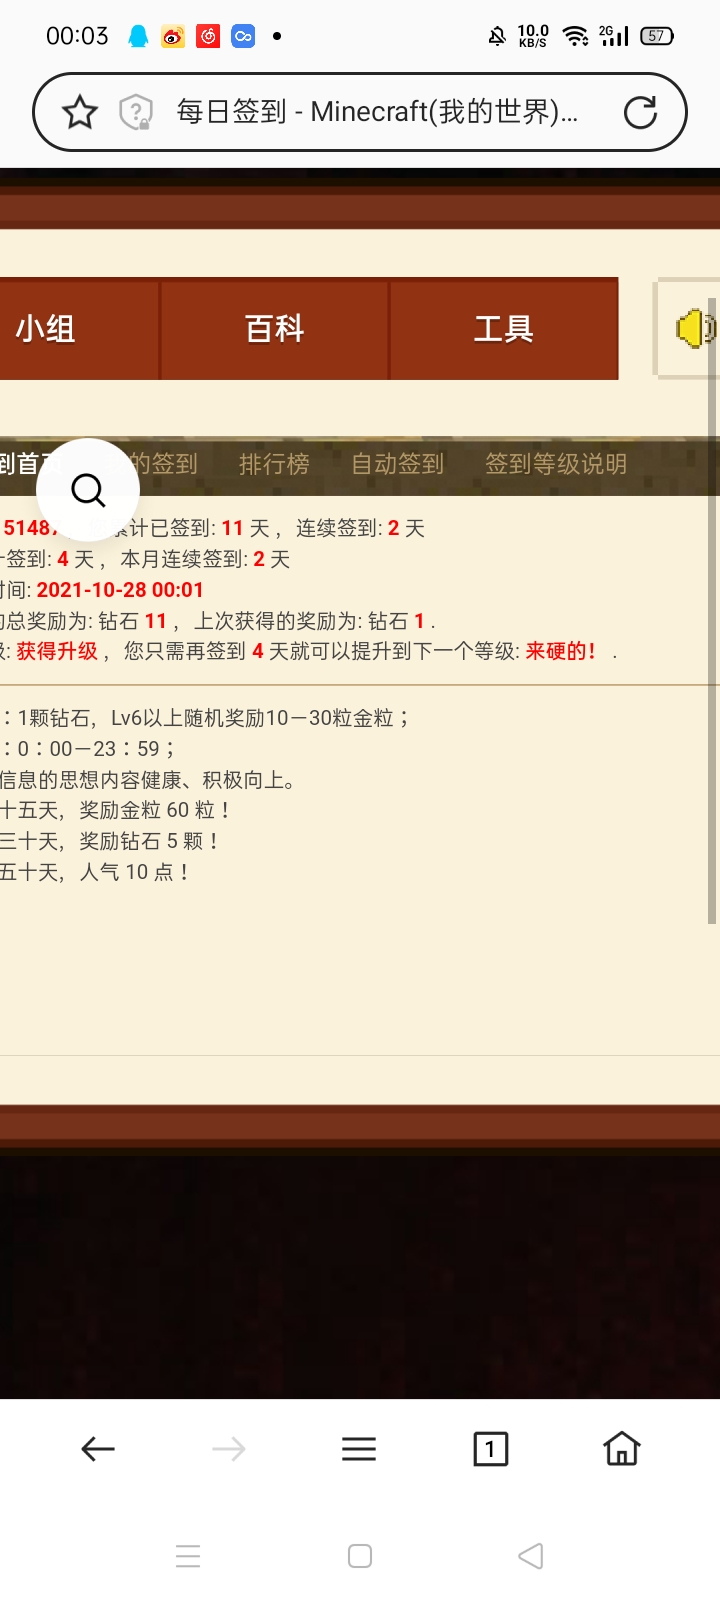 00:03 10.0 KB/S 2G 57
每日签到 - Minecraft(我的世界)...
小组 百科 工具
到首 的签到 排行榜 自动签到 签到等级说明
51487 累计已签到: 11 天 , 连续签到: 2 天
签到: 4 天 , 本月连续签到: 2 天
时间: 2021-10-28 00:01
的总奖励为: 钻石 11 , 上次获得的奖励为: 钻石 1 .
级: 获得升级 , 您只需再签到 4 天就可以提升到下一个等级: 来硬的! .
：1颗钻石，Lv6以上随机奖励10－30粒金粒；
：0：00－23：59；
信息的思想内容健康、积极向上。
十五天，奖励金粒 60 粒！
三十天，奖励钻石 5 颗！
五十天，人气 10 点！
1